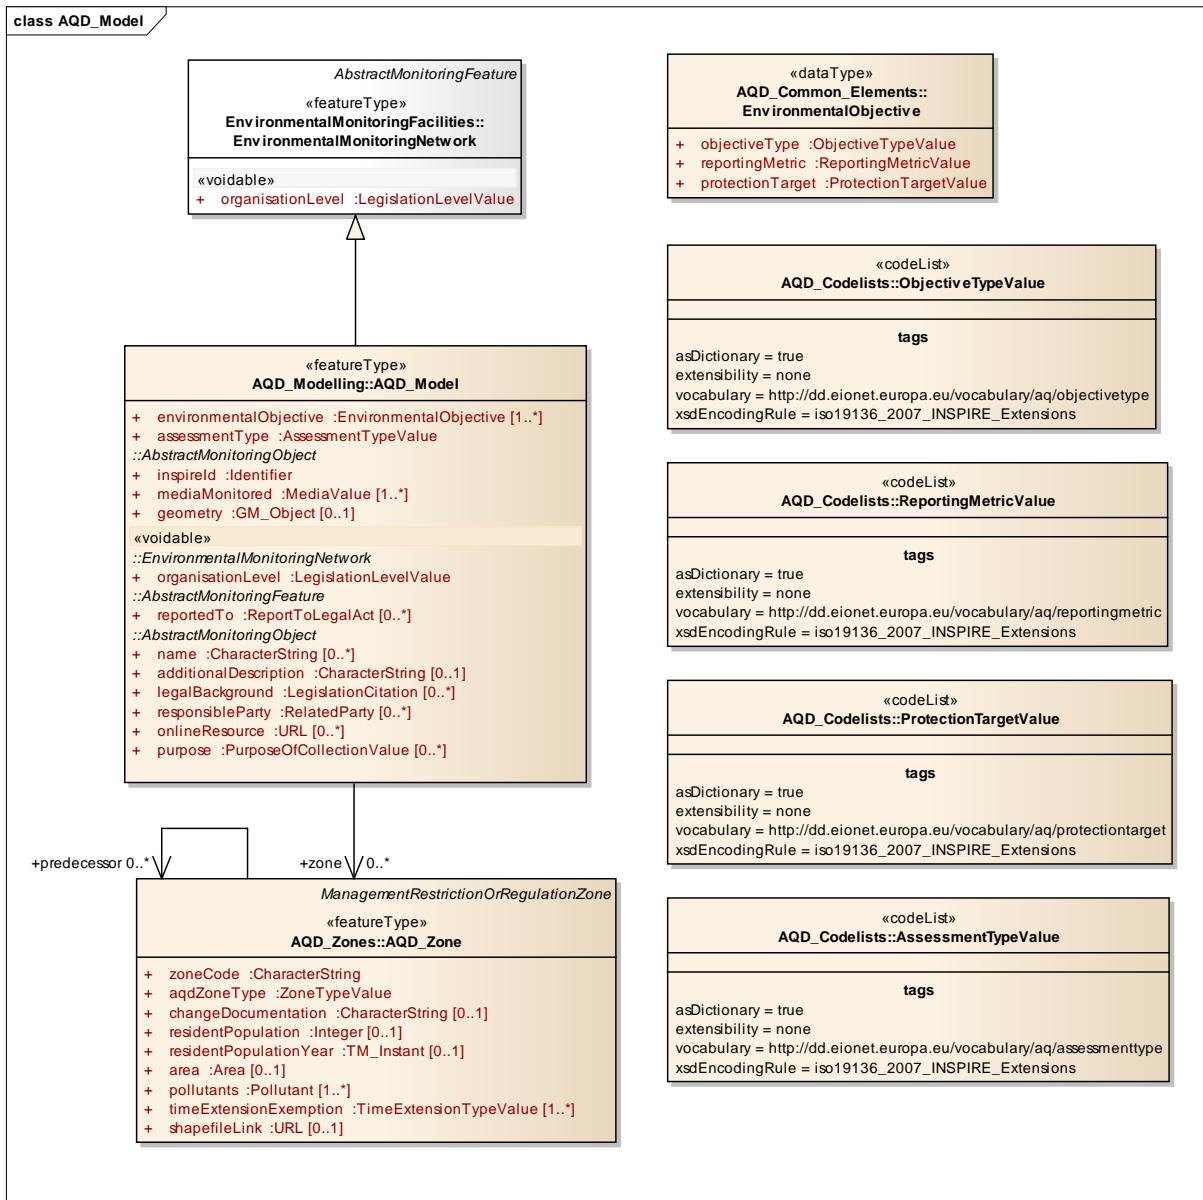 class AQD_Model
AbstractMonitoringFeature
«featureType»
EnvironmentalMonitoringFacilities::
EnvironmentalMonitoringNetwork
«voidable»
+ organisationLevel :LegislationLevelValue
«dataType»
AQD_Common_Elements::
EnvironmentalObjective
+ objectiveType :ObjectiveTypeValue
+ reportingMetric :ReportingMetricValue
+ protectionTarget :ProtectionTargetValue
«codeList»
AQD_Codelists::ObjectiveTypeValue
tags
asDictionary = true
extensibility = none
vocabulary = http://dd.eionet.europa.eu/vocabulary/aq/objectivetype
xsdEncodingRule = iso19136_2007_INSPIRE_Extensions
«featureType»
AQD_Modelling::AQD_Model
+ environmentalObjective :EnvironmentalObjective [1..*]
+ assessmentType :AssessmentTypeValue
::AbstractMonitoringObject
+ inspireId :Identifier
+ mediaMonitored :MediaValue [1..*]
+ geometry :GM_Object [0..1]
«voidable»
::EnvironmentalMonitoringNetwork
+ organisationLevel :LegislationLevelValue
::AbstractMonitoringFeature
+ reportedTo :ReportToLegalAct [0..*]
::AbstractMonitoringObject
+ name :CharacterString [0..*]
+ additionalDescription :CharacterString [0..1]
+ legalBackground :LegislationCitation [0..*]
+ responsibleParty :RelatedParty [0..*]
+ onlineResource :URL [0..*]
+ purpose :PurposeOfCollectionValue [0..*]
«codeList»
AQD_Codelists::ReportingMetricValue
tags
asDictionary = true
extensibility = none
vocabulary = http://dd.eionet.europa.eu/vocabulary/aq/reportingmetric
xsdEncodingRule = iso19136_2007_INSPIRE_Extensions
«codeList»
AQD_Codelists::ProtectionTargetValue
tags
asDictionary = true
extensibility = none
vocabulary = http://dd.eionet.europa.eu/vocabulary/aq/protectiontarget
xsdEncodingRule = iso19136_2007_INSPIRE_Extensions
+predecessor 0..*
+zone 0..*
ManagementRestrictionOrRegulationZone
«featureType»
AQD_Zones::AQD_Zone
+ zoneCode :CharacterString
+ aqdZoneType :ZoneTypeValue
+ changeDocumentation :CharacterString [0..1]
+ residentPopulation :Integer [0..1]
+ residentPopulationYear :TM_Instant [0..1]
+ area :Area [0..1]
+ pollutants :Pollutant [1..*]
+ timeExtensionExemption :TimeExtensionTypeValue [1..*]
+ shapefileLink :URL [0..1]
«codeList»
AQD_Codelists::AssessmentTypeValue
tags
asDictionary = true
extensibility = none
vocabulary = http://dd.eionet.europa.eu/vocabulary/aq/assessmenttype
xsdEncodingRule = iso19136_2007_INSPIRE_Extensions